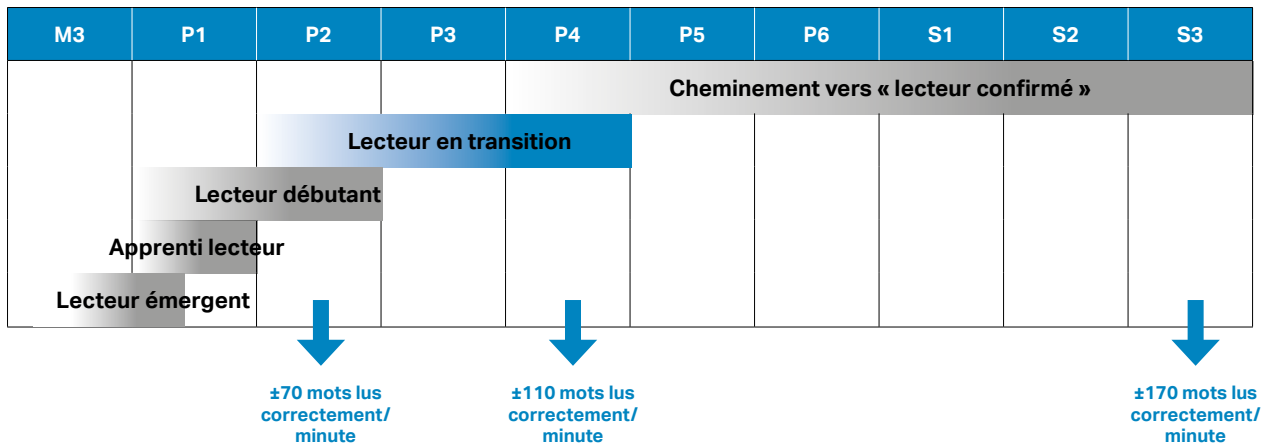 M3 P1 P2 P3 P4 P5 P6 S1 S2 S3
Cheminement vers « lecteur confirmé »
Lecteur en transition
Lecteur débutant
Apprenti lecteur
Lecteur émergent
±70 mots lus
correctement/
minute
±110 mots lus
correctement/
minute
±170 mots lus
correctement/
minute